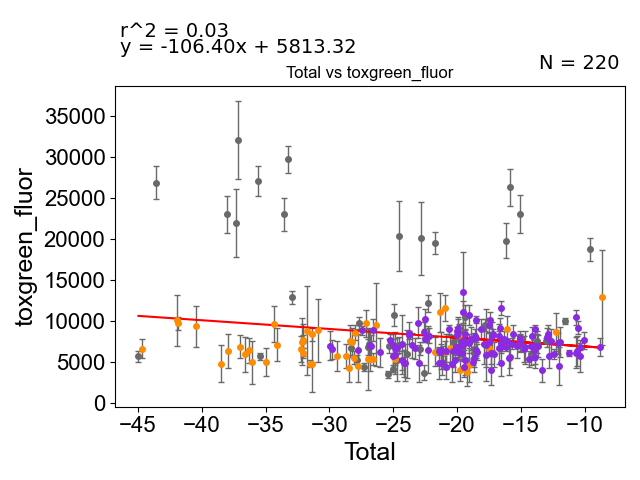 r^2 = 0.03
y = -106.40x + 5813.32
N = 220
Total vs toxgreen_fluor
35000
30000
25000
20000
15000
10000
5000
0
toxgreen_fluor
−45 −40 −35 −30 −25 −20 −15 −10
Total